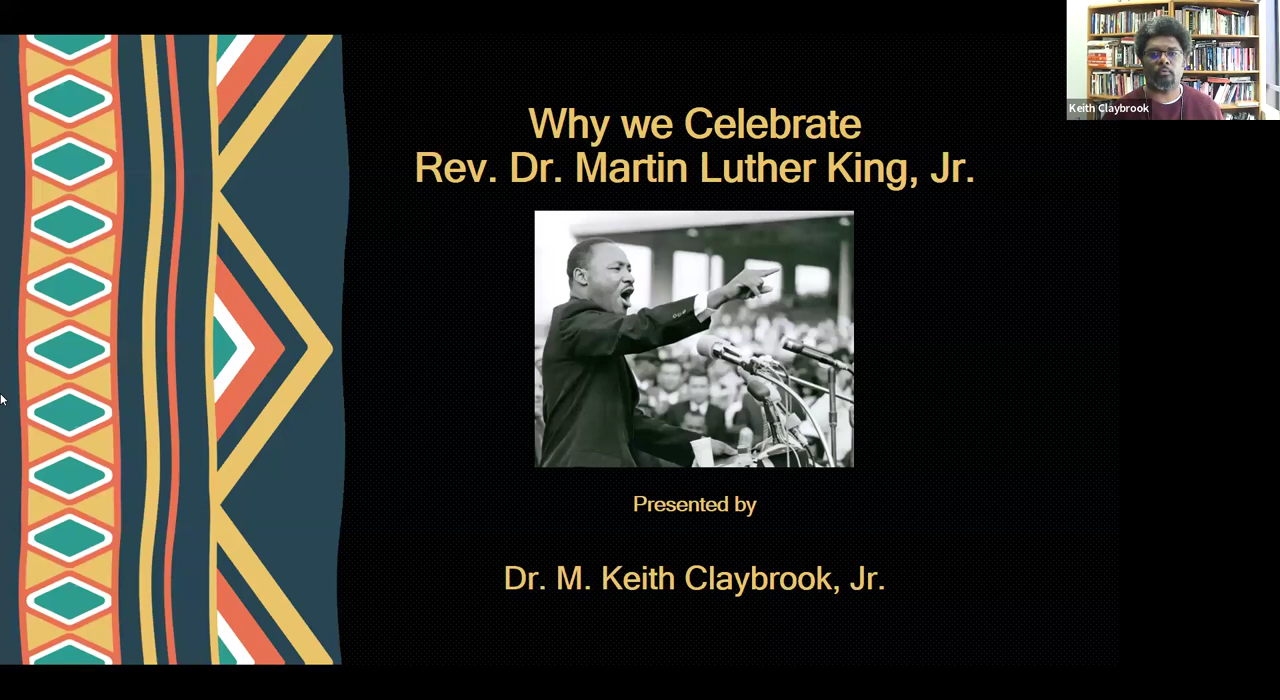 Why we Celebrate
Rev. Dr. Martin Luther King, Jr.
Keith Claybrook
Presented by
Dr. M. Keith Claybrook, Jr.